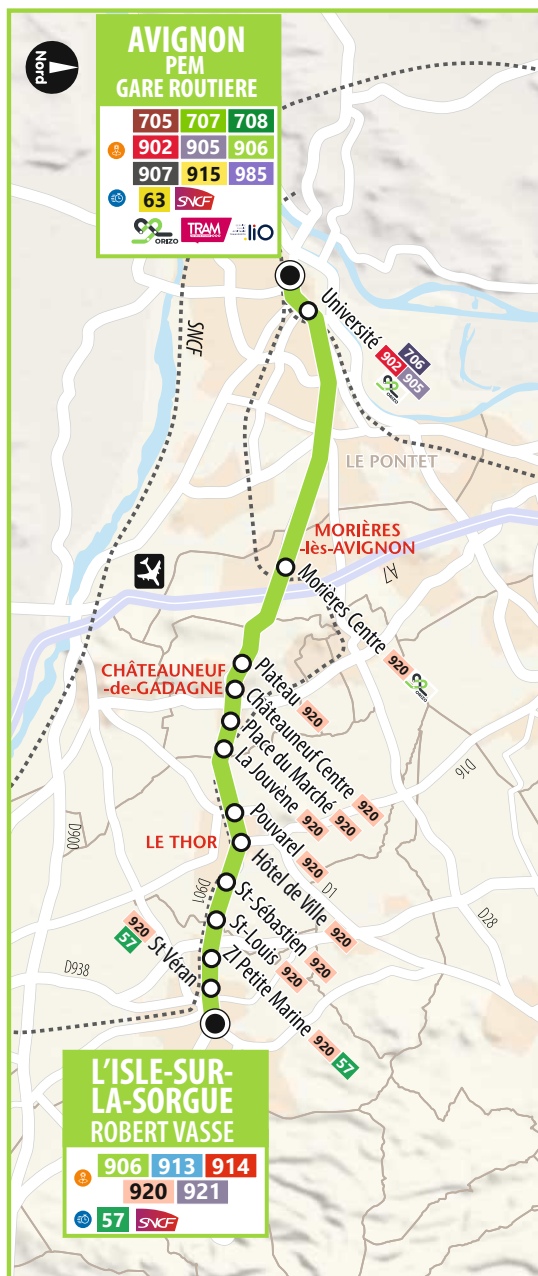 Nord
AVIGNON
PEM
GARE ROUTIERE
705 707 708
902 905 906
907 915 985
63 SNCF
ORIZO TRAM liO
SNCF
Université
902 706
905
ORIZO
LE PONTET
MORIÈRES
-lès-AVIGNON
A7
Morières Centre
920 ORIZO
CHÂTEAUNEUF
-de-GADAGNE
Plateau
920
Châteauneuf Centre
920
Place du Marché
920
La Jouvène
920
D16
D900
LE THOR
Pouvarel
920
Hôtel de Ville
920
D1
D901
D28
St-Sébastien
920
St-Louis
920
ZI Petite Marine
920 57
St Véran
920
57
D938
L'ISLE-SUR-
LA-SORGUE
ROBERT VASSE
906 913 914
920 921
57 SNCF